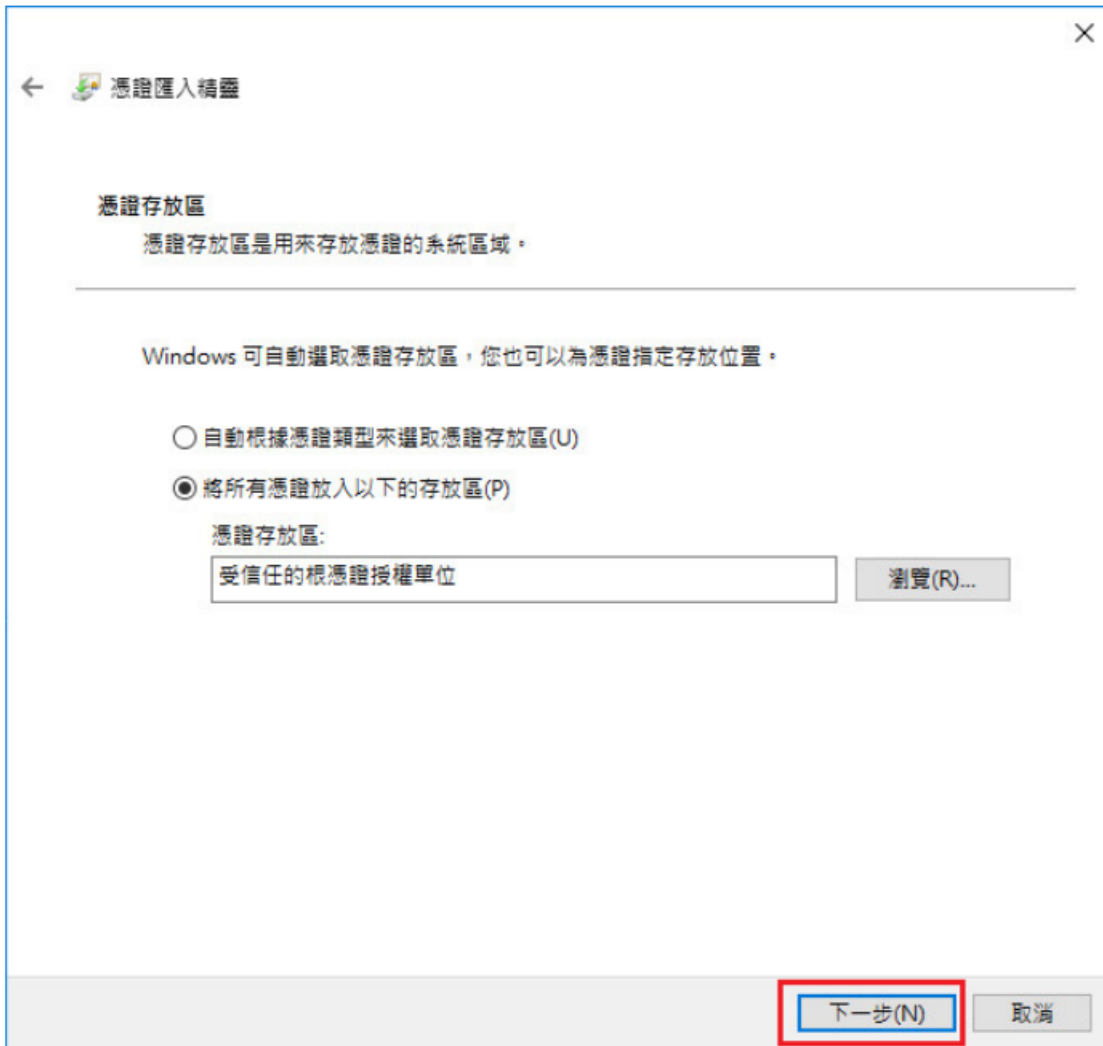 憑證匯入精靈
憑證存放區
憑證存放區是用來存放憑證的系統區域。
Windows 可自動選取憑證存放區，您也可以為憑證指定存放位置。
自動根據憑證類型來選取憑證存放區(U)
將所有憑證放入以下的存放區(P)
憑證存放區:
受信任的根憑證授權單位
瀏覽(R)...
下一步(N)
取消